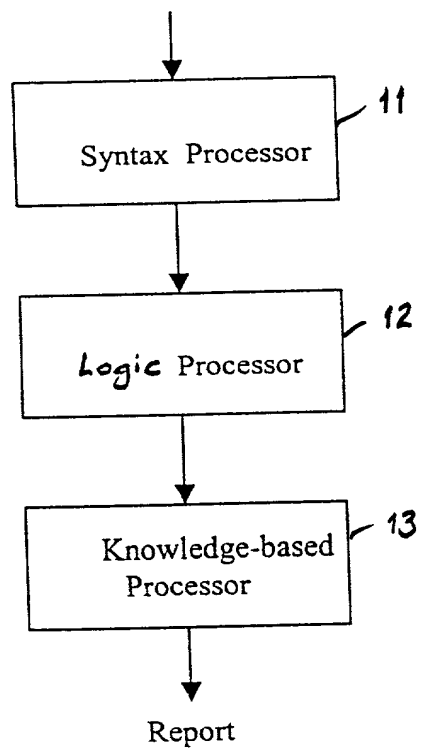 11
Syntax Processor
12
Logic Processor
13
Knowledge-based
Processor
Report